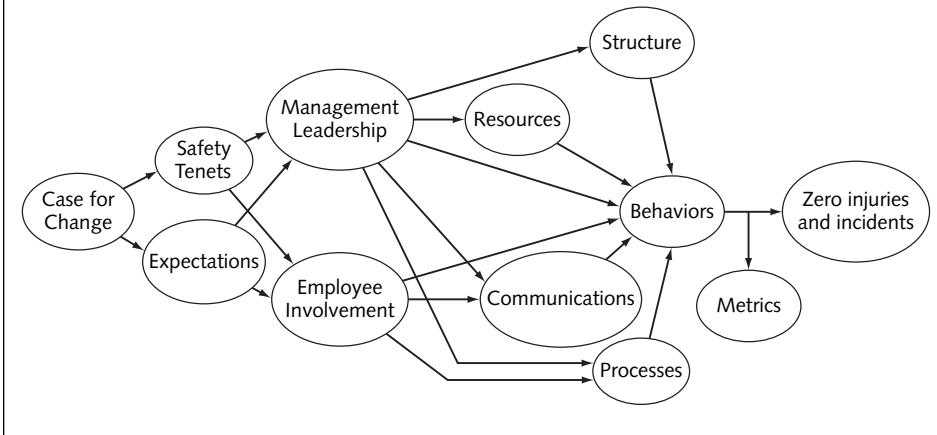 Structure
Management
Leadership
Resources
Safety
Tenets
Case for
Change
Behaviors
Zero injuries
and incidents
Expectations
Employee
Involvement
Communications
Metrics
Processes